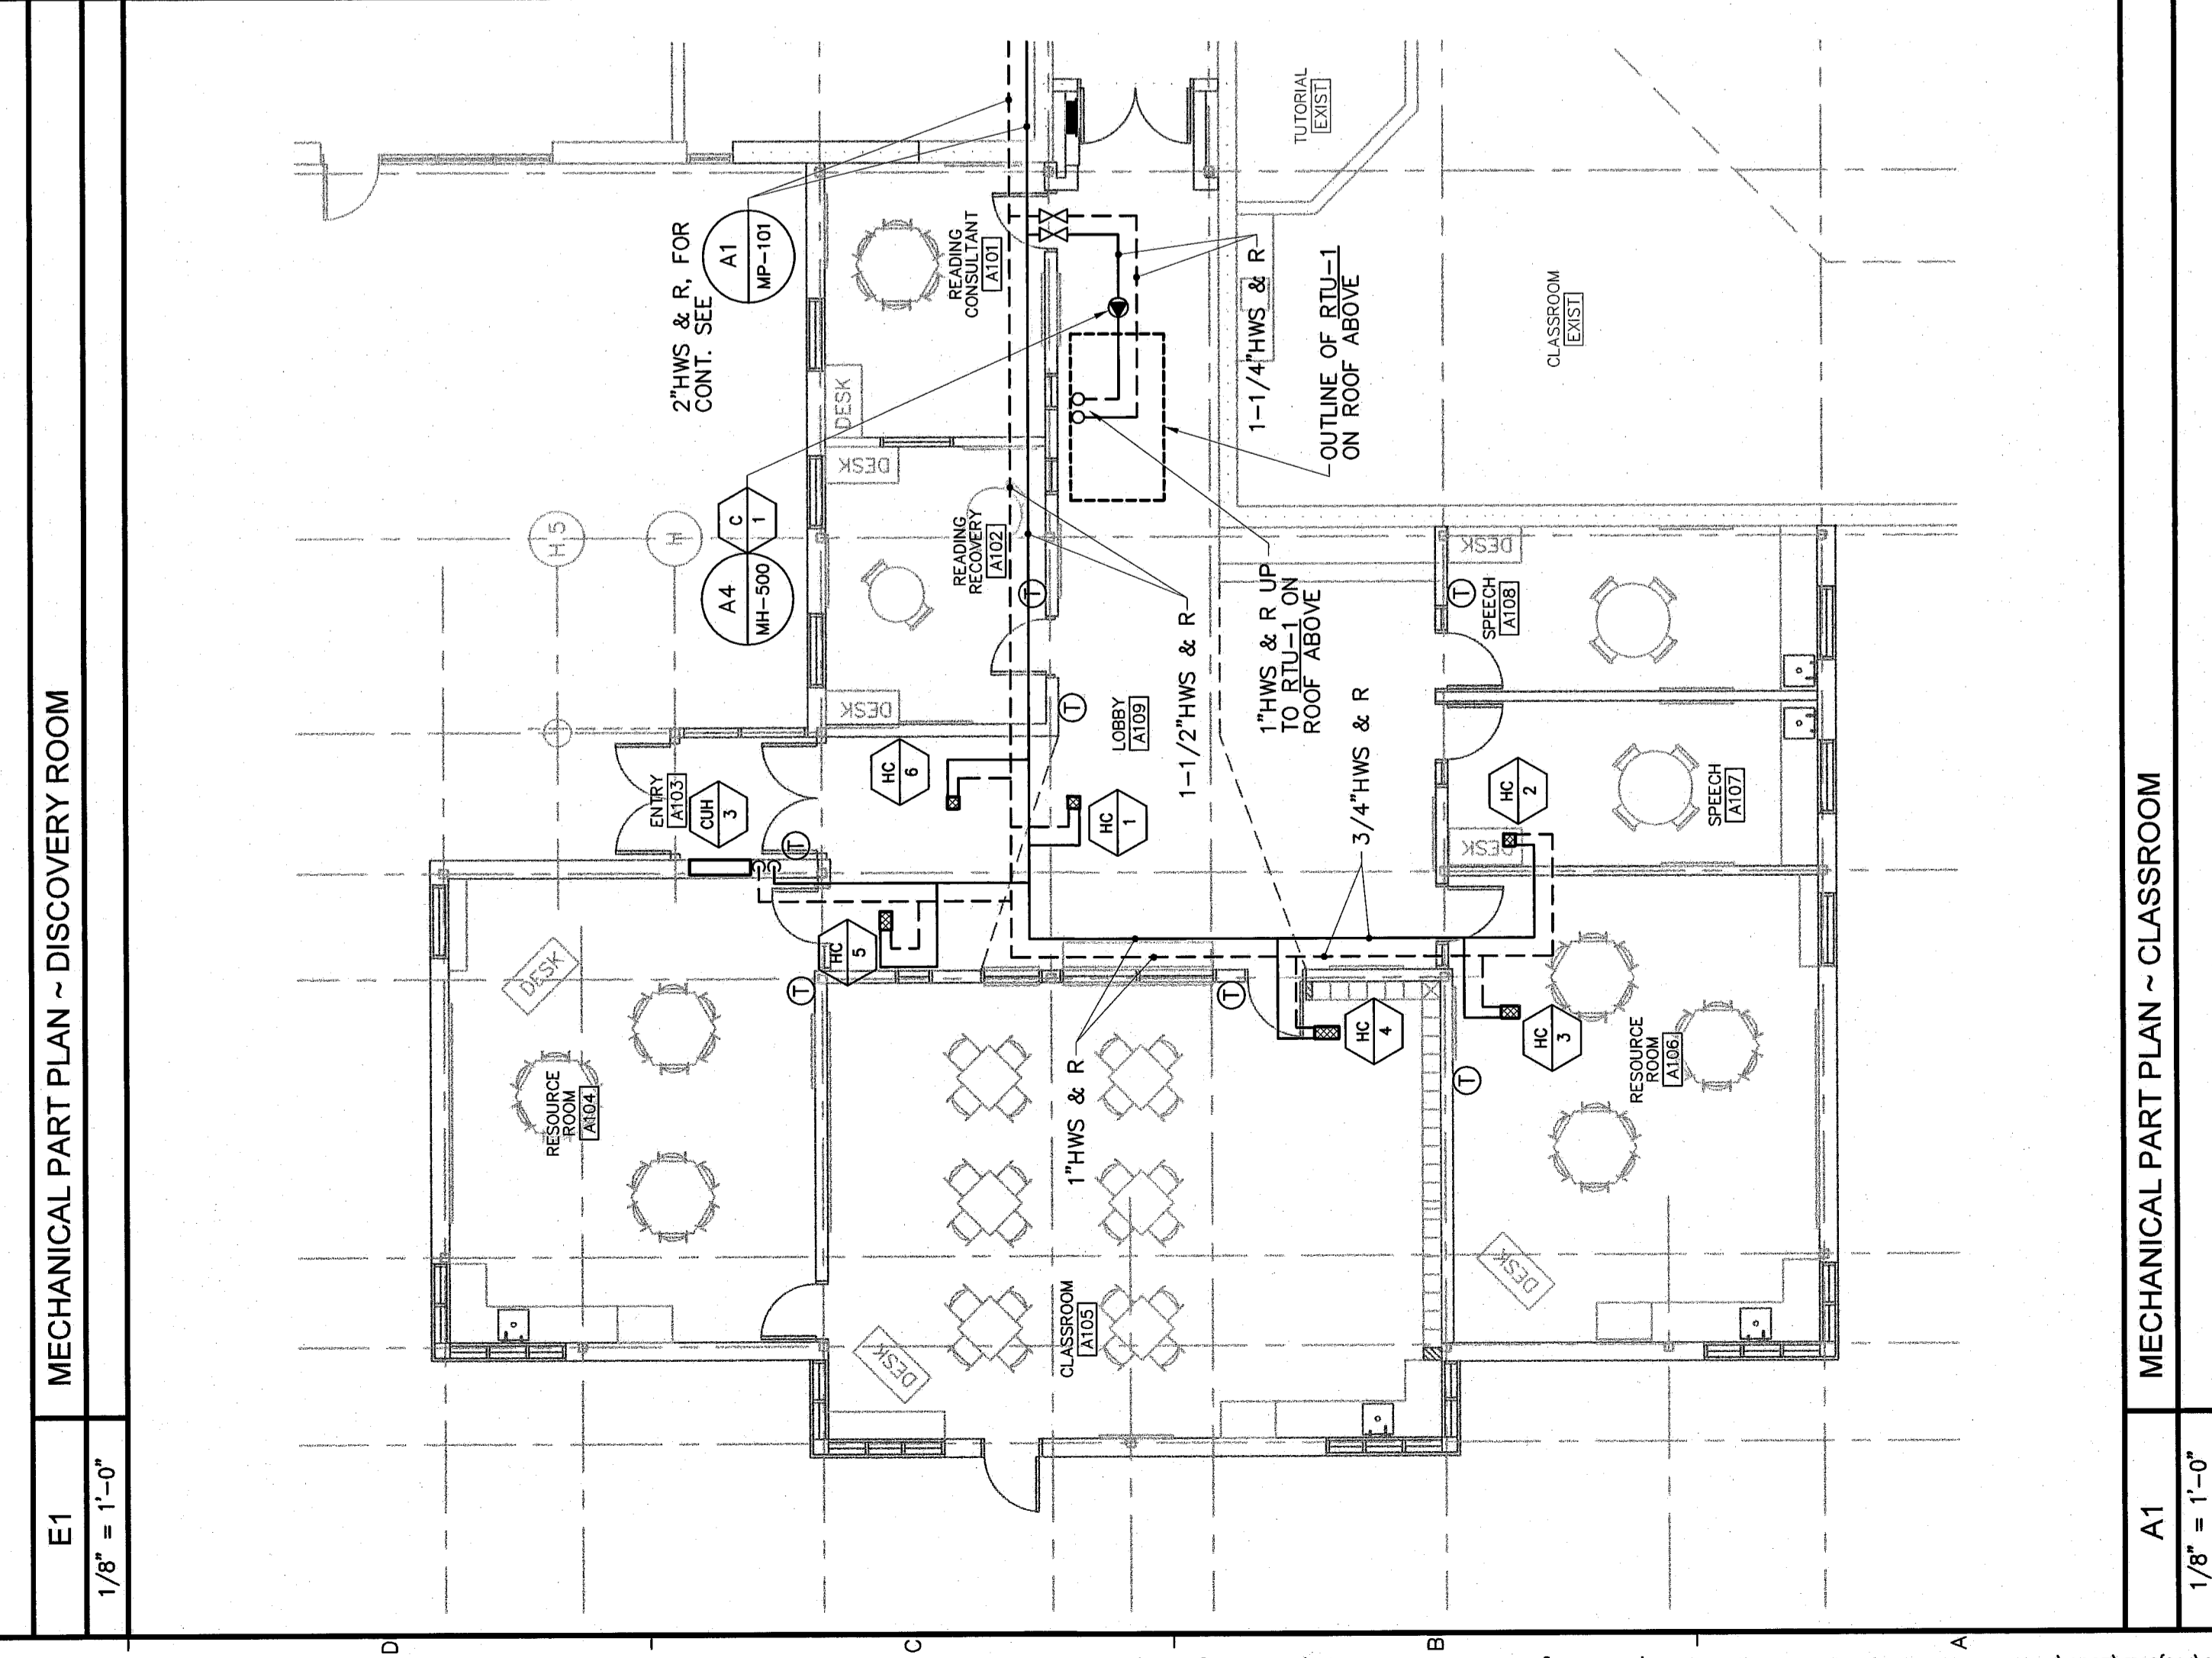 E1
MECHANICAL PART PLAN ~ DISCOVERY ROOM
1/8" = 1'-0"
2"HWS & R, FOR
CONT. SEE
A1
MP-101
A4
MH-500
C
1
H.5
H
READING
CONSULTANT
A101
DESK
DESK
READING
RECOVERY
A102
T
DESK
ENTRY
A103
CUH
3
T
HC
6
LOBBY
A109
T
HC
1
1-1/2"HWS & R
1"HWS & R UP
TO RTU-1 ON
ROOF ABOVE
1-1/4"HWS & R
OUTLINE OF RTU-1
ON ROOF ABOVE
TUTORIAL
EXIST
CLASSROOM
EXIST
3/4"HWS & R
DESK
T
SPEECH
A108
HC
2
DESK
SPEECH
A107
HC
5
T
DESK
RESOURCE
ROOM
A104
1"HWS & R
T
HC
4
CLASSROOM
A105
DESK
HC
3
T
RESOURCE
ROOM
A106
DESK
D
C
B
A
A1
MECHANICAL PART PLAN ~ CLASSROOM
1/8" = 1'-0"